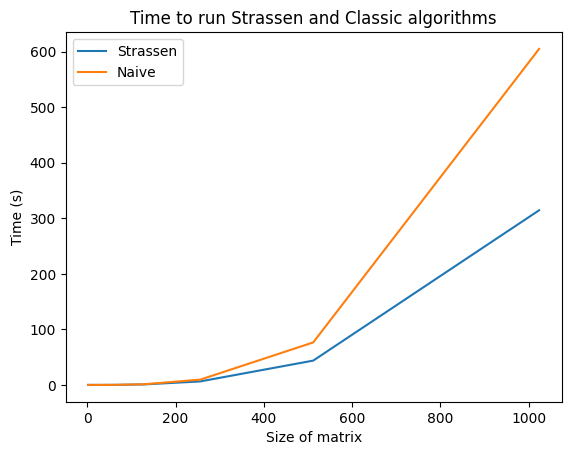 Time to run Strassen and Classic algorithms
Strassen
Naive
600
500
400
300
200
100
0
Time (s)
0
200
400
600
800
1000
Size of matrix